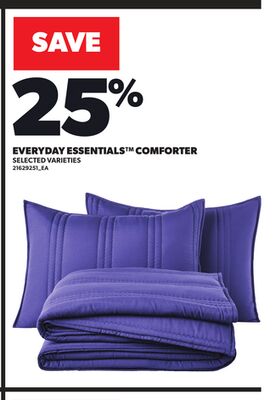 SAVE
25%
EVERYDAY ESSENTIALS™ COMFORTER
SELECTED VARIETIES
21629251_EA